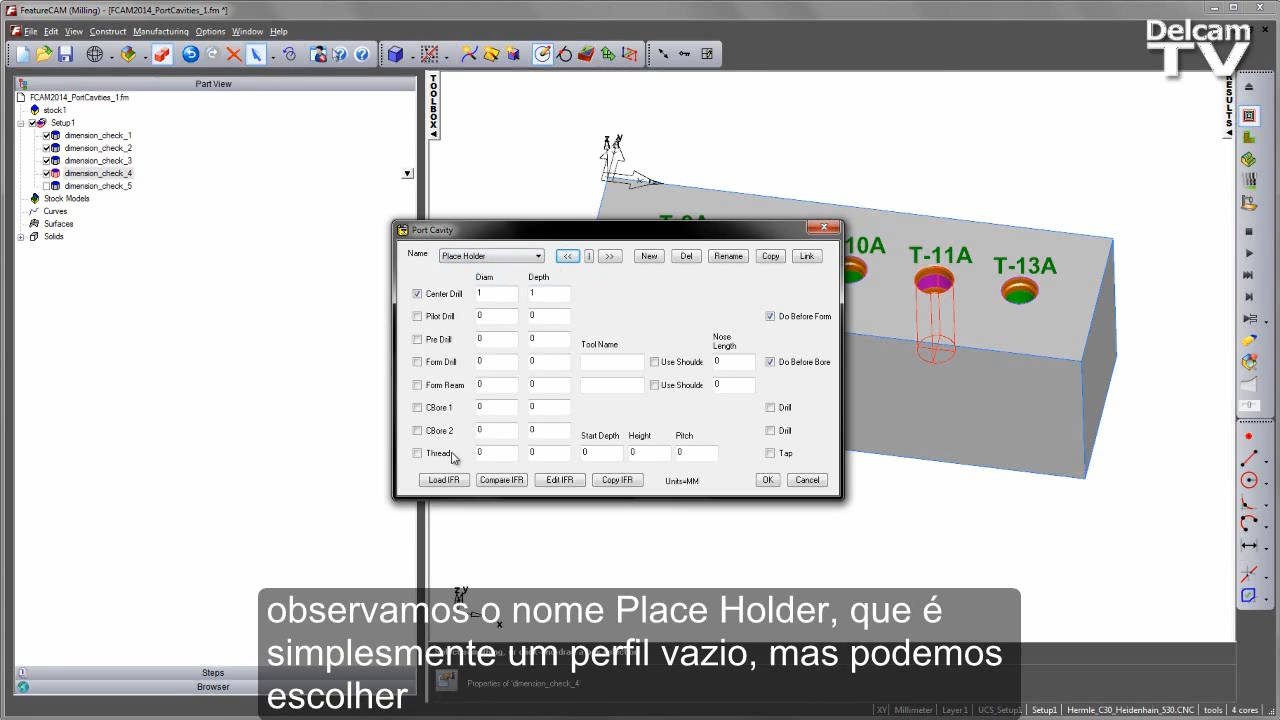 FeatureCAM (Milling) - [FCAM2014_PortCavities_1.fm *]
File Edit View Construct Manufacturing Options Window Help
Delcam
TV
Part View
FCAM2014_PortCavities_1.fm
stock1
Setup1
dimension_check_1
dimension_check_2
dimension_check_3
dimension_check_4
dimension_check_5
Stock Models
Curves
Surfaces
Solids
TOOLBOX
RESULTS
10A
T-11A
T-13A
Port Cavity
Name Place Holder << i >> New Del Rename Copy Link
Diam Depth
Center Drill 1 1
Pilot Drill 0 0 Do Before Form
Pre Drill 0 0
Tool Name Nose Length
Form Drill 0 0 Use Shoulde 0 Do Before Bore
Form Ream 0 0 Use Shoulde 0
CBore 1 0 0 Drill
CBore 2 0 0 Drill
Start Depth Height Pitch
Thread 0 0 0 0 0 Tap
Load IFR Compare IFR Edit IFR Copy IFR Units=MM OK Cancel
observamos o nome Place Holder, que é
simplesmente um perfil vazio, mas podemos
escolher
Steps
Browser
Properties of 'dimension_check_4'
XY Millimeter Layer1 UCS_Setup1 Setup1 Hermle_C30_Heidenhain_530.CNC tools 4 cores